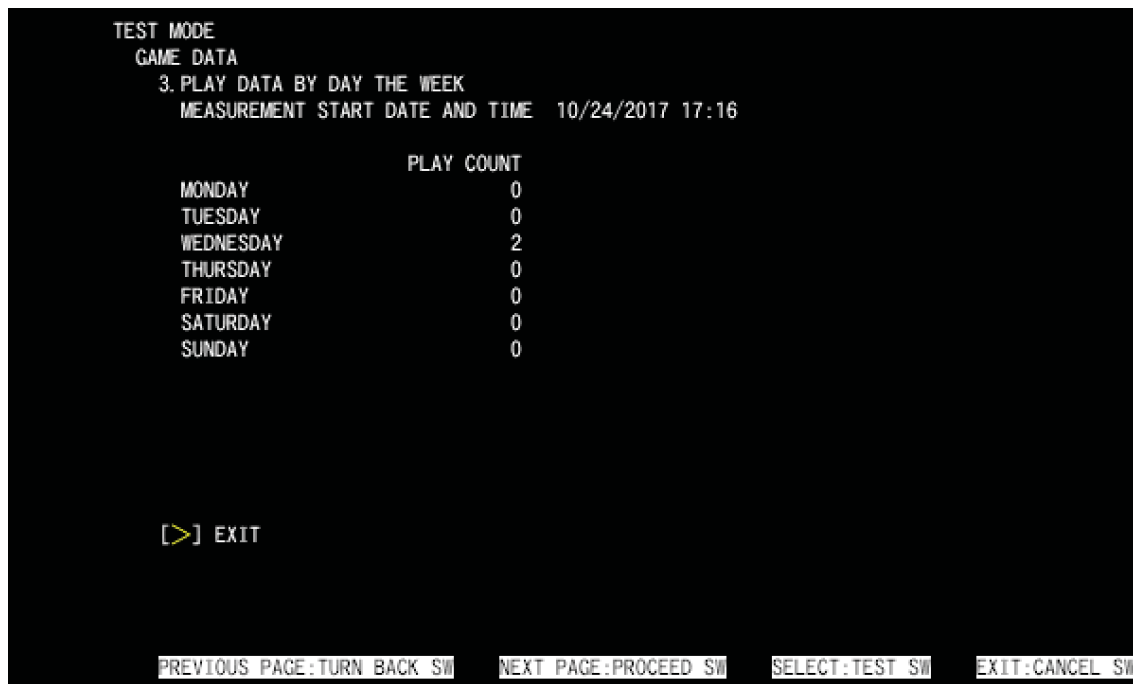 TEST MODE
GAME DATA
3. PLAY DATA BY DAY THE WEEK
MEASUREMENT START DATE AND TIME 10/24/2017 17:16
PLAY COUNT
MONDAY 0
TUESDAY 0
WEDNESDAY 2
THURSDAY 0
FRIDAY 0
SATURDAY 0
SUNDAY 0
[>] EXIT
PREVIOUS PAGE:TURN BACK SW NEXT PAGE:PROCEED SW SELECT:TEST SW EXIT:CANCEL SW